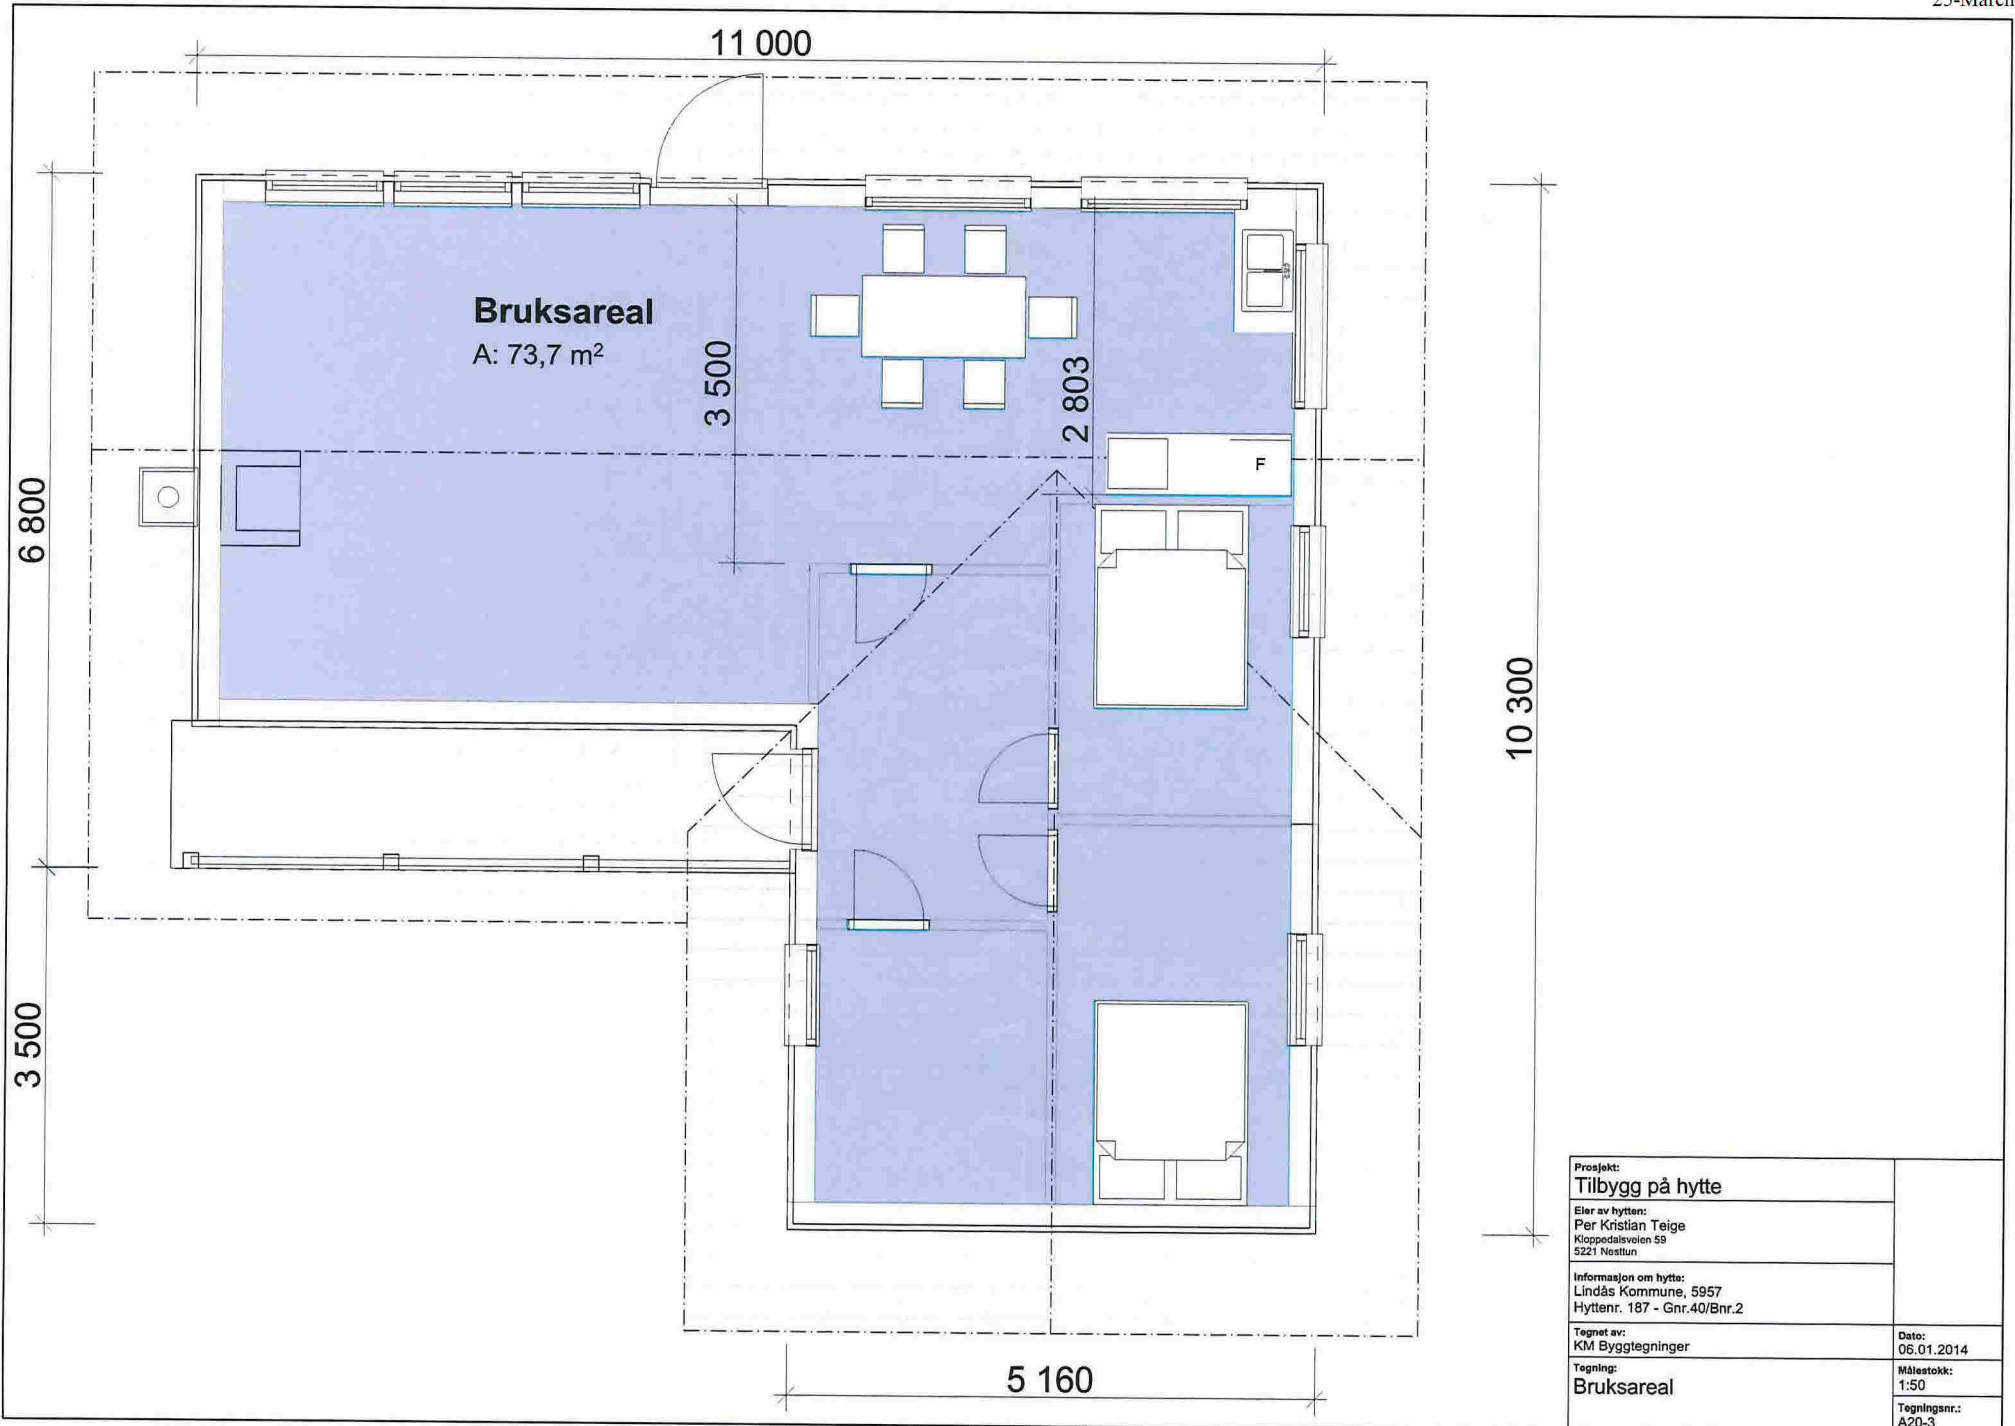 11 000
Bruksareal
A: 73,7 m²
3 500
2 803
F
6 800
10 300
3 500
5 160
Prosjekt:
Tilbygg på hytte
Eier av hytten:
Per Kristian Teige
Kloppedalsveien 59
5221 Nesttun
Informasjon om hytte:
Lindås Kommune, 5957
Hyttenr. 187 - Gnr.40/Bnr.2
Tegnet av:
KM Byggtegninger
Dato:
06.01.2014
Tegning:
Bruksareal
Målestokk:
1:50
Tegningsnr.:
A20-3